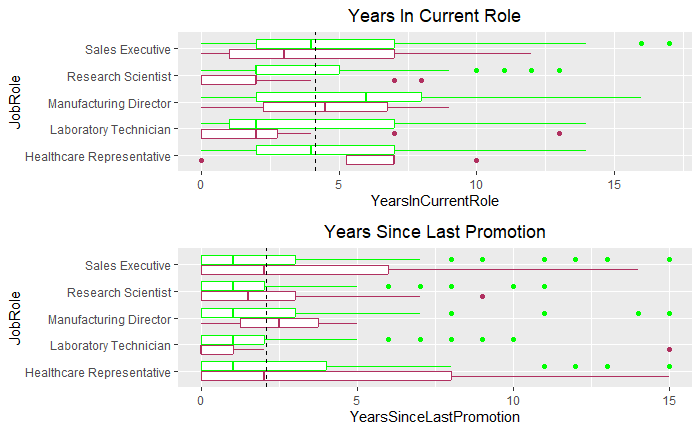 Years In Current Role
JobRole
Sales Executive
Research Scientist
Manufacturing Director
Laboratory Technician
Healthcare Representative
0 5 10 15
YearsInCurrentRole
Years Since Last Promotion
JobRole
Sales Executive
Research Scientist
Manufacturing Director
Laboratory Technician
Healthcare Representative
0 5 10 15
YearsSinceLastPromotion